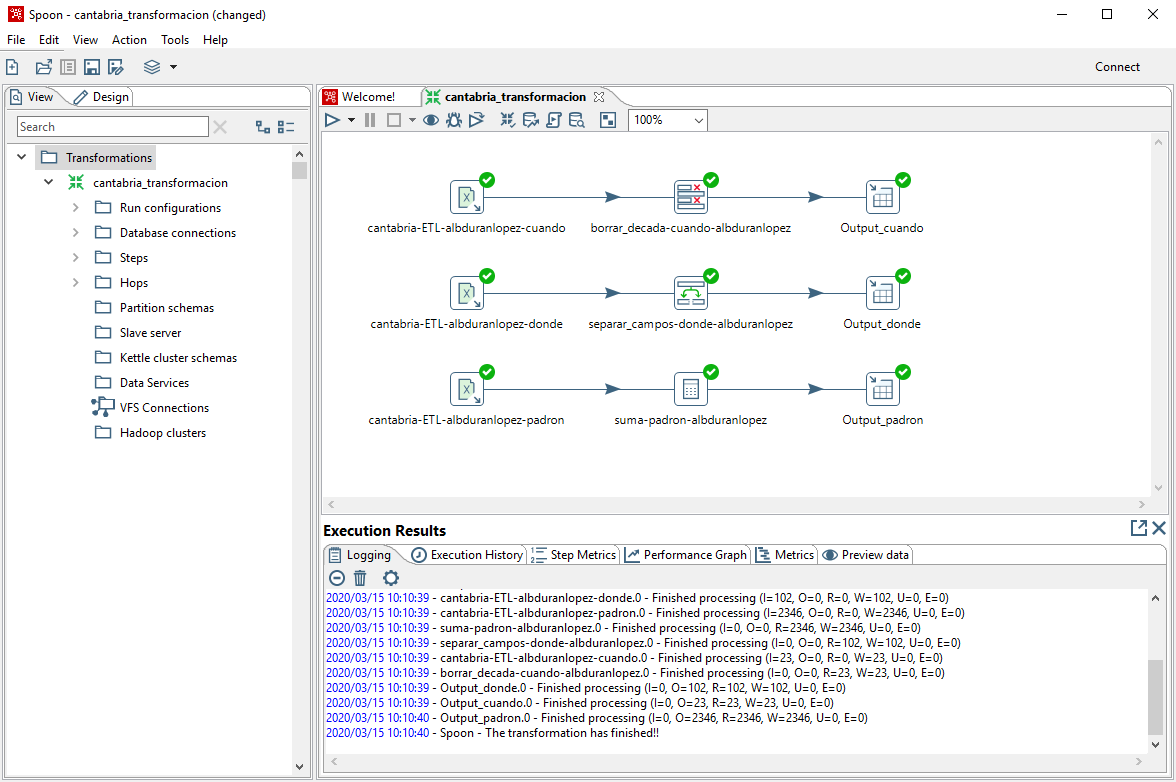 Spoon - cantabria_transformacion (changed)
File Edit View Action Tools Help
Connect
View Design
Search
Transformations
cantabria_transformacion
Run configurations
Database connections
Steps
Hops
Partition schemas
Slave server
Kettle cluster schemas
Data Services
VFS Connections
Hadoop clusters
Welcome! cantabria_transformacion
100%
cantabria-ETL-albduranlopez-cuando borrar_decada-cuando-albduranlopez Output_cuando
cantabria-ETL-albduranlopez-donde separar_campos-donde-albduranlopez Output_donde
cantabria-ETL-albduranlopez-padron suma-padron-albduranlopez Output_padron
Execution Results
Logging Execution History Step Metrics Performance Graph Metrics Preview data
2020/03/15 10:10:39 - cantabria-ETL-albduranlopez-donde.0 - Finished processing (I=102, O=0, R=0, W=102, U=0, E=0)
2020/03/15 10:10:39 - cantabria-ETL-albduranlopez-padron.0 - Finished processing (I=2346, O=0, R=0, W=2346, U=0, E=0)
2020/03/15 10:10:39 - suma-padron-albduranlopez.0 - Finished processing (I=0, O=0, R=2346, W=2346, U=0, E=0)
2020/03/15 10:10:39 - separar_campos-donde-albduranlopez.0 - Finished processing (I=0, O=0, R=102, W=102, U=0, E=0)
2020/03/15 10:10:39 - cantabria-ETL-albduranlopez-cuando.0 - Finished processing (I=23, O=0, R=0, W=23, U=0, E=0)
2020/03/15 10:10:39 - borrar_decada-cuando-albduranlopez.0 - Finished processing (I=0, O=0, R=23, W=23, U=0, E=0)
2020/03/15 10:10:39 - Output_donde.0 - Finished processing (I=0, O=102, R=102, W=102, U=0, E=0)
2020/03/15 10:10:39 - Output_cuando.0 - Finished processing (I=0, O=23, R=23, W=23, U=0, E=0)
2020/03/15 10:10:40 - Output_padron.0 - Finished processing (I=0, O=2346, R=2346, W=2346, U=0, E=0)
2020/03/15 10:10:40 - Spoon - The transformation has finished!!